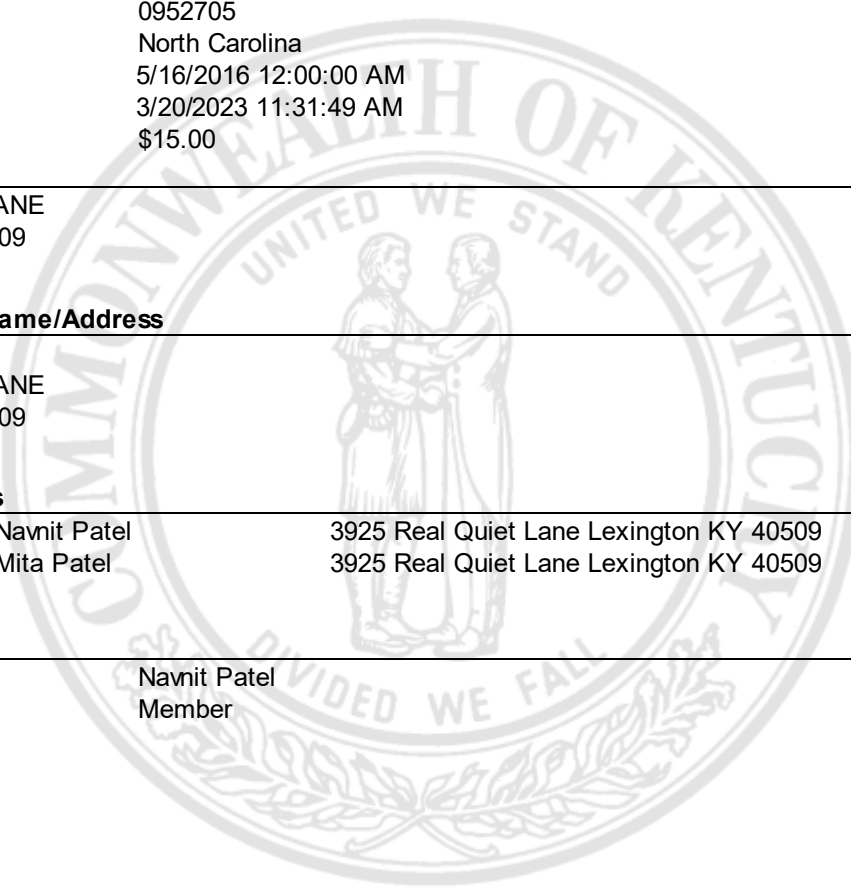 0952705
North Carolina
5/16/2016 12:00:00 AM
3/20/2023 11:31:49 AM
$15.00
ANE
09
ame/Address
ANE
09
s
Navnit Patel 3925 Real Quiet Lane Lexington KY 40509
Mita Patel 3925 Real Quiet Lane Lexington KY 40509
Navnit Patel
Member
COMMONWEALTH OF KENTUCKY
UNITED WE STAND
DIVIDED WE FALL